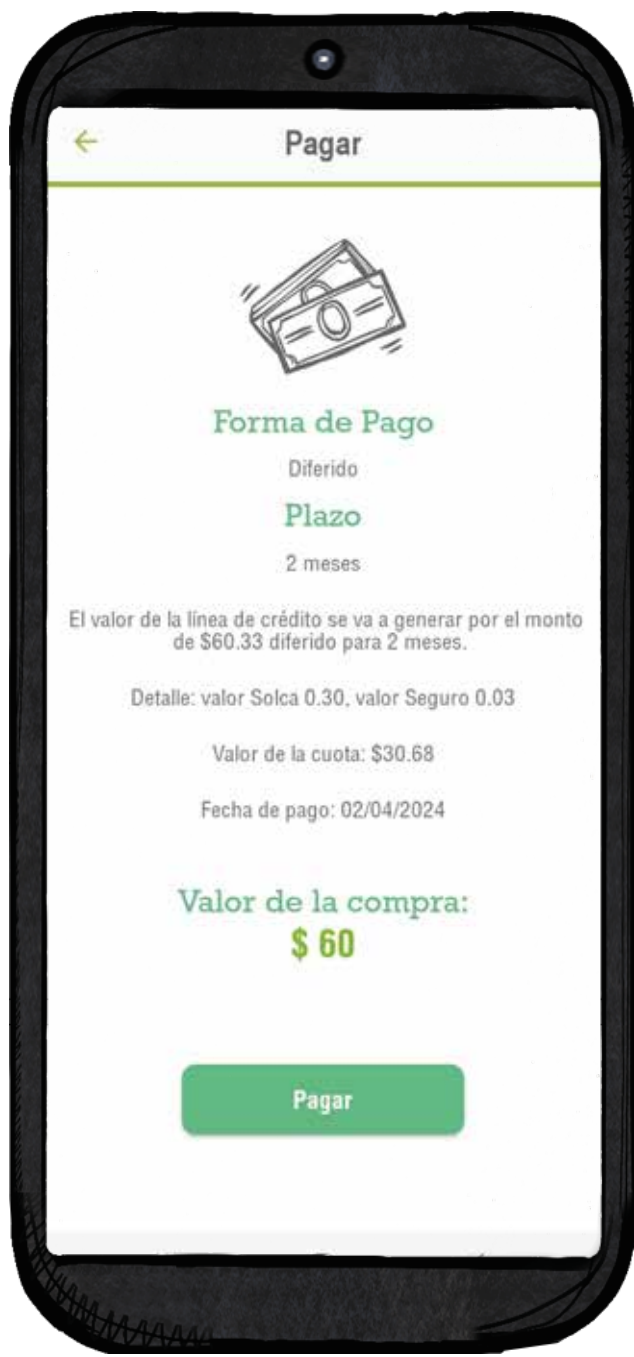 Pagar
Forma de Pago
Diferido
Plazo
2 meses
El valor de la línea de crédito se va a generar por el monto
de $60.33 diferido para 2 meses.
Detalle: valor Solca 0.30, valor Seguro 0.03
Valor de la cuota: $30.68
Fecha de pago: 02/04/2024
Valor de la compra:
$ 60
Pagar